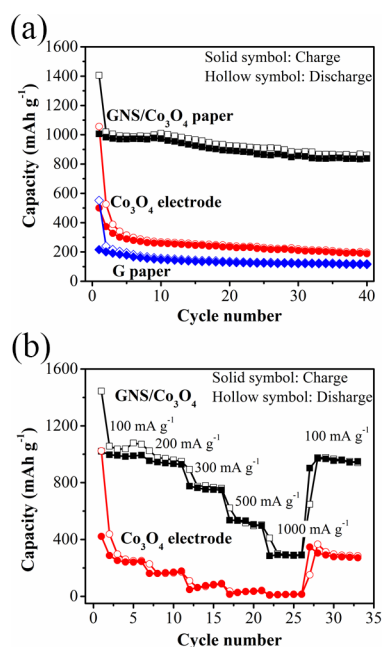 (a)
1600
1400
1200
1000
800
600
400
200
0
Capacity (mAh g⁻¹)
Solid symbol: Charge
Hollow symbol: Discharge
GNS/Co₃O₄ paper
Co₃O₄ electrode
G paper
0 10 20 30 40
Cycle number
(b)
1600
1200
800
400
0
Capacity (mAh g⁻¹)
Solid symbol: Charge
Hollow symbol: Disharge
GNS/Co₃O₄
100 mA g⁻¹
200 mA g⁻¹
300 mA g⁻¹
500 mA g⁻¹
1000 mA g⁻¹
100 mA g⁻¹
Co₃O₄ electrode
0 5 10 15 20 25 30 35
Cycle number